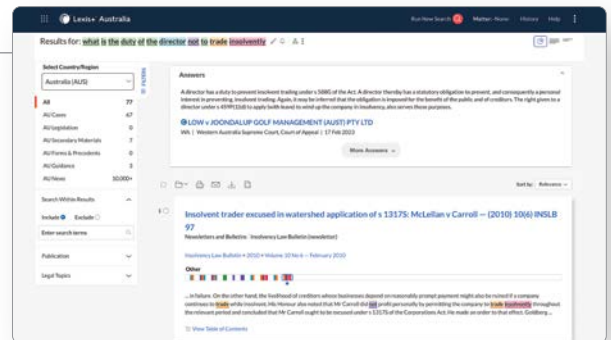 Lexis+ Australia
Run New Search
Matter: None
History
Help
Results for: what is the duty of the director not to trade insolvently
Select Country/Region
Australia (AUS)
All 77
AU Cases 67
AU Legislation 0
AU Secondary Materials 7
AU Forms & Precedents 0
AU Guidance 3
AU News 10,000+
Search Within Results
Include Exclude
Enter search terms
Publication
Legal Topics
FILTERS
Answers
A director has a duty to prevent insolvent trading under s 588G of the Act. A director thereby has a statutory obligation to prevent, and consequently a personal
interest in preventing, insolvent trading. Again, it may be inferred that the obligation is imposed for the benefit of the public and of creditors. The right given to a
director under s 459P(1)(d) to apply (with leave) to wind up the company in insolvency, also serves those purposes.
LOW v JOONDALUP GOLF MANAGEMENT (AUST) PTY LTD
WA | Western Australia Supreme Court, Court of Appeal | 17 Feb 2023
More Answers
Sort by: Relevance
1
Insolvent trader excused in watershed application of s 1317S: McLellan v Carroll — (2010) 10(6) INSLB
97
Newsletters and Bulletins Insolvency Law Bulletin (newsletter)
Insolvency Law Bulletin • 2010 • Volume 10 No 6 – February 2010
Other
... in failure. On the other hand, the livelihood of creditors whose businesses depend on reasonably prompt payment might also be ruined if a company
continues to trade while insolvent. His Honour also noted that Mr Carroll did not profit personally by permitting the company to trade insolvently throughout
the relevant period and concluded that Mr Carroll ought to be excused under s 1317S of the Corporations Act. He made an order to that effect. Goldberg ...
View Table of Contents